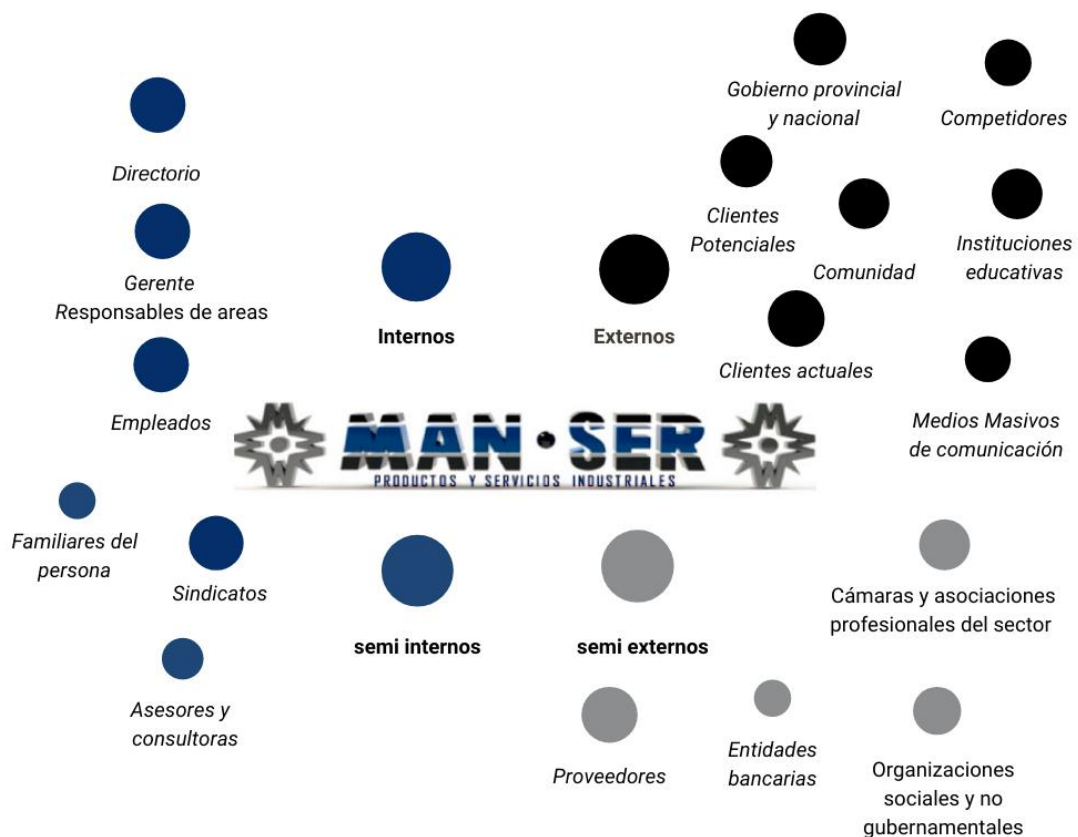 Gobierno provincial
y nacional
Competidores
Directorio
Clientes
Potenciales
Comunidad
Instituciones
educativas
Gerente
Responsables de areas
Internos
Externos
Clientes actuales
Empleados
Medios Masivos
de comunicación
MAN·SER
PRODUCTOS Y SERVICIOS INDUSTRIALES
Familiares del
persona
Sindicatos
Cámaras y asociaciones
profesionales del sector
semi internos
semi externos
Asesores y
consultoras
Proveedores
Entidades
bancarias
Organizaciones
sociales y no
gubernamentales